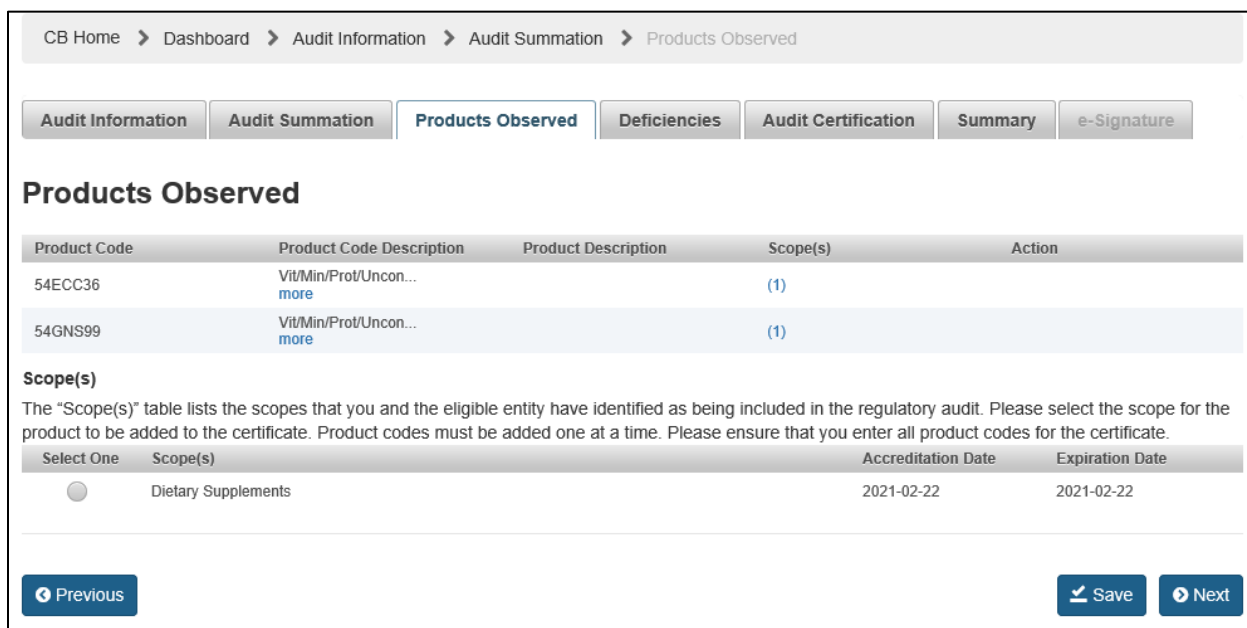 CB Home > Dashboard > Audit Information > Audit Summation > Products Observed
Audit Information Audit Summation Products Observed Deficiencies Audit Certification Summary e-Signature
Products Observed
Product Code Product Code Description Product Description Scope(s) Action
54ECC36 Vit/Min/Prot/Uncon... (1)
more
54GNS99 Vit/Min/Prot/Uncon... (1)
more
Scope(s)
The “Scope(s)” table lists the scopes that you and the eligible entity have identified as being included in the regulatory audit. Please select the scope for the
product to be added to the certificate. Product codes must be added one at a time. Please ensure that you enter all product codes for the certificate.
Select One Scope(s) Accreditation Date Expiration Date
Dietary Supplements 2021-02-22 2021-02-22
Previous Save Next